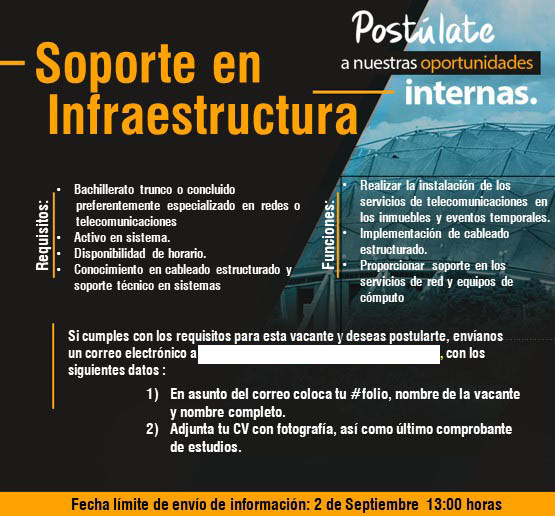 Postúlate
a nuestras oportunidades
internas.
Soporte en
Infraestructura
Requisitos:
• Bachillerato trunco o concluido
preferentemente especializado en redes o
telecomunicaciones
• Activo en sistema.
• Disponibilidad de horario.
• Conocimiento en cableado estructurado y
soporte técnico en sistemas
Funciones:
• Realizar la instalación de los
servicios de telecomunicaciones en
los inmuebles y eventos temporales.
• Implementación de cableado
estructurado.
• Proporcionar soporte en los
servicios de red y equipos de
cómputo
Si cumples con los requisitos para esta vacante y deseas postularte, envíanos
un correo electrónico a , con los
siguientes datos :
1) En asunto del correo coloca tu #folio, nombre de la vacante
y nombre completo.
2) Adjunta tu CV con fotografía, así como último comprobante
de estudios.
Fecha límite de envío de información: 2 de Septiembre 13:00 horas